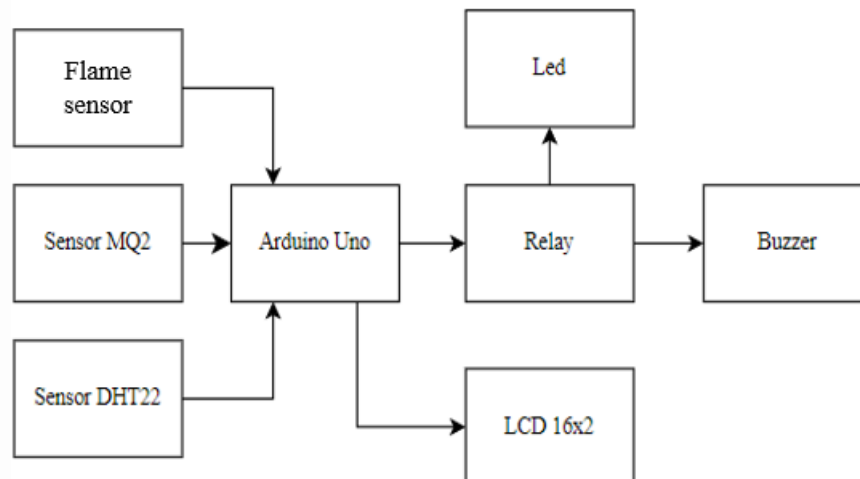 Flame
sensor
Led
Sensor MQ2
Arduino Uno
Relay
Buzzer
Sensor DHT22
LCD 16x2